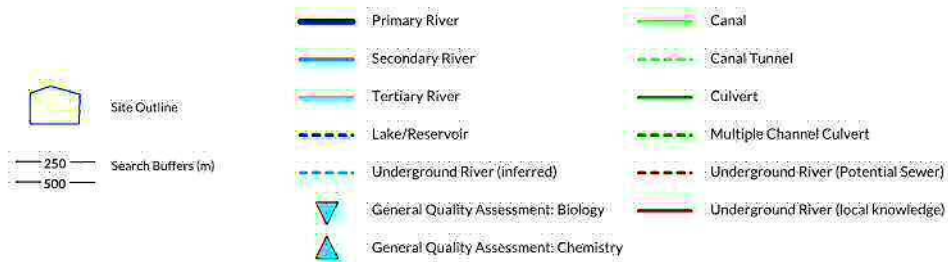 Site Outline
250
500
Search Buffers (m)
Primary River
Secondary River
Tertiary River
Lake/Reservoir
Underground River (inferred)
General Quality Assessment: Biology
General Quality Assessment: Chemistry
Canal
Canal Tunnel
Culvert
Multiple Channel Culvert
Underground River (Potential Sewer)
Underground River (local knowledge)